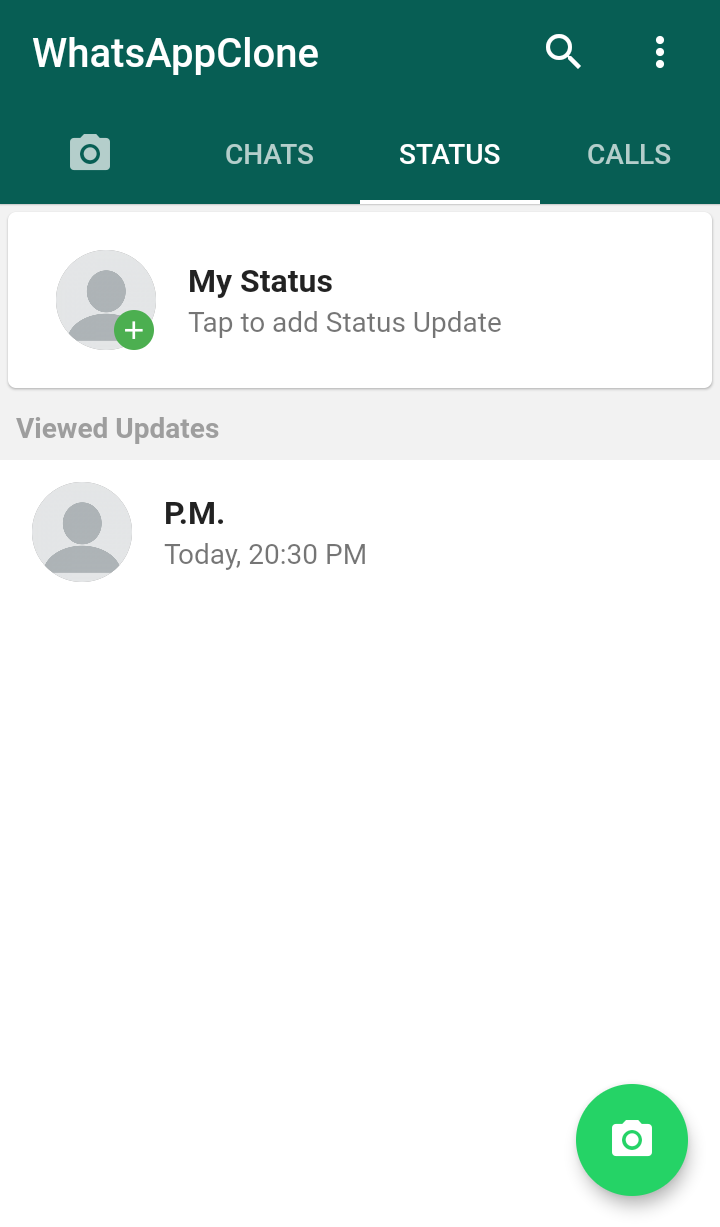 WhatsAppClone
CHATS STATUS CALLS
My Status
Tap to add Status Update
Viewed Updates
P.M.
Today, 20:30 PM